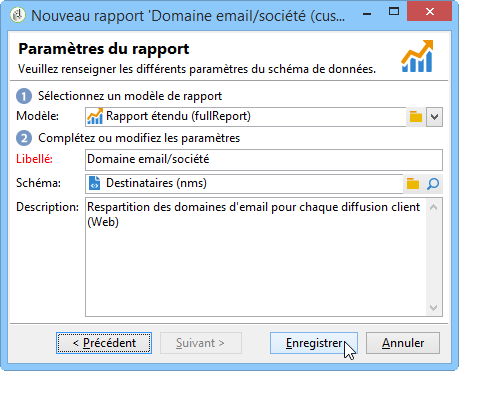 Nouveau rapport 'Domaine email/société (cus...
Paramètres du rapport
Veuillez renseigner les différents paramètres du schéma de données.
1 Sélectionnez un modèle de rapport
Modèle: Rapport étendu (fullReport)
2 Complétez ou modifiez les paramètres
Libellé: Domaine email/société
Schéma: Destinataires (nms)
Description: Respartition des domaines d'email pour chaque diffusion client
(Web)
< Précédent Suivant > Enregistrer Annuler